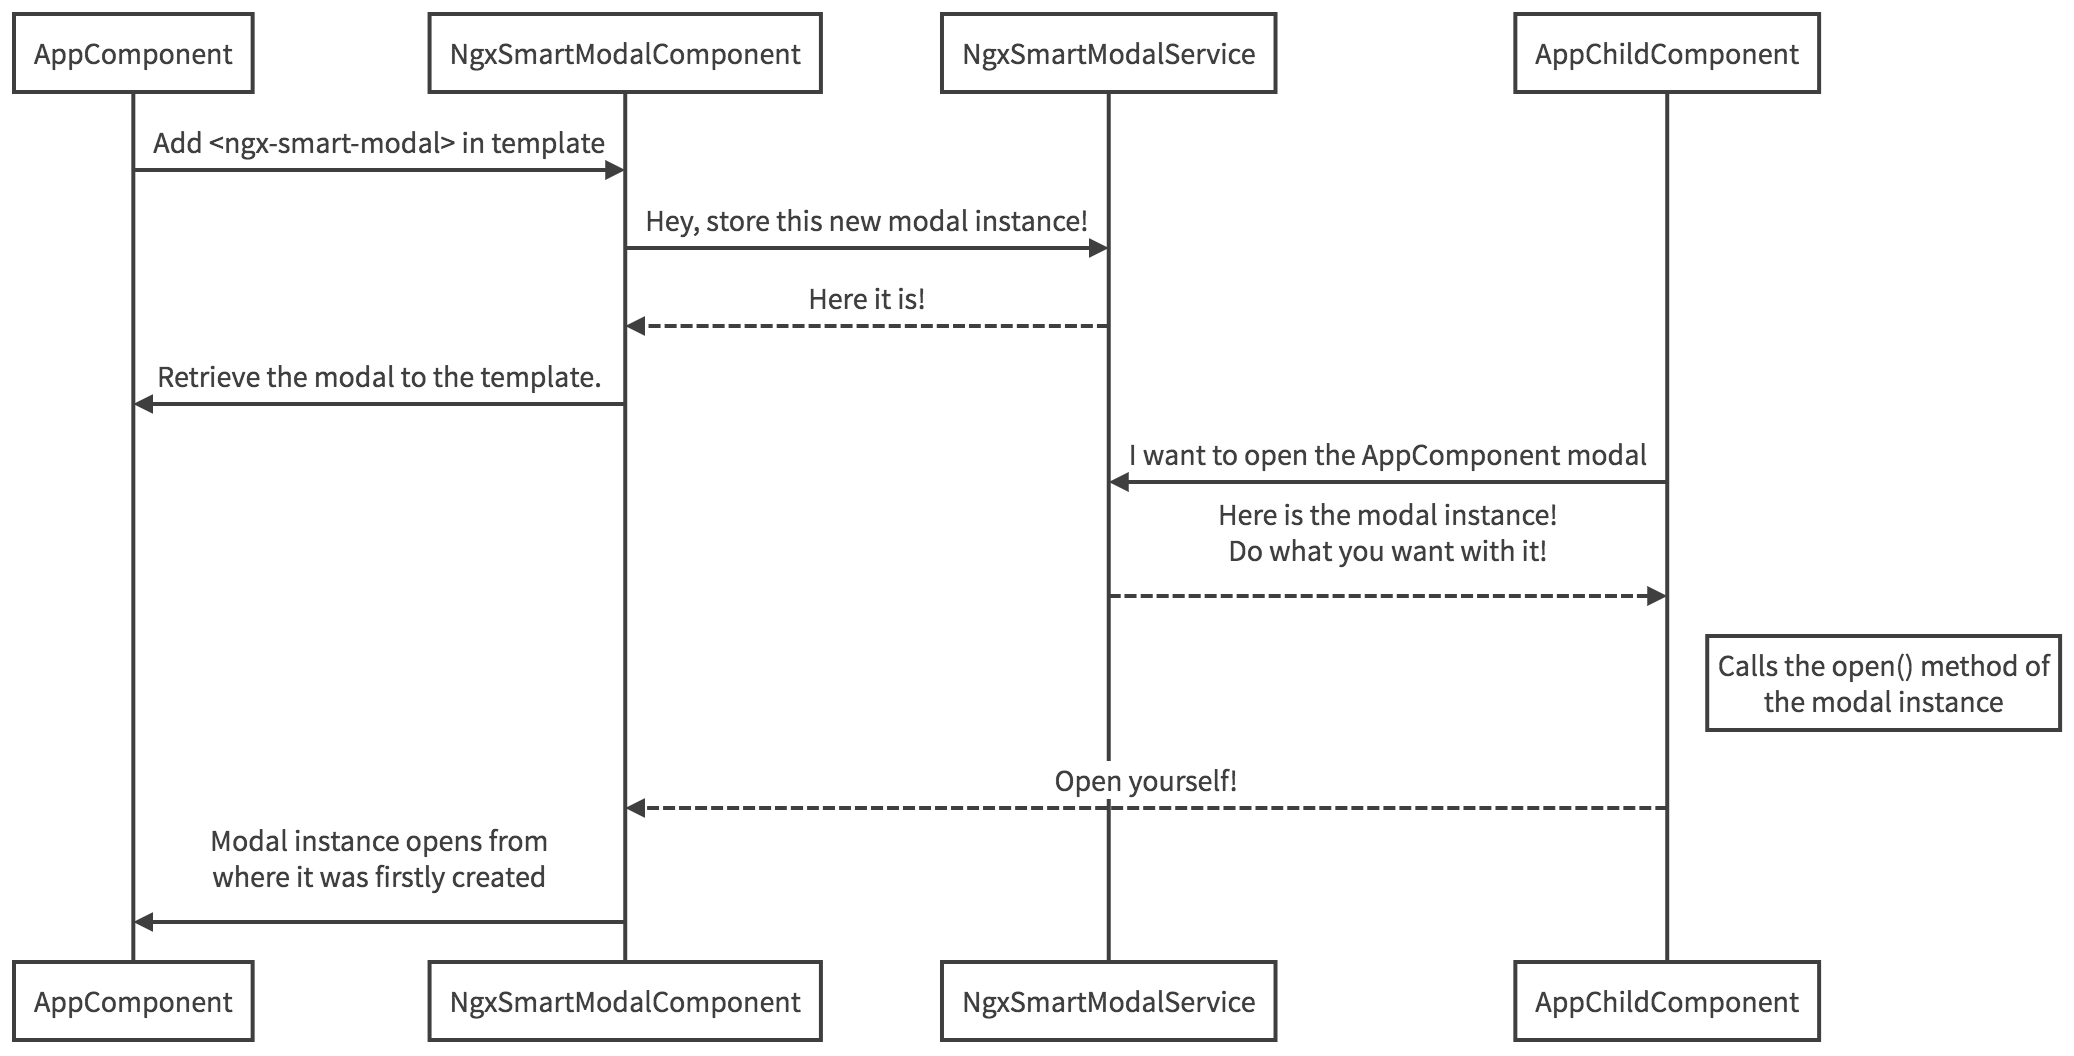 AppComponent
NgxSmartModalComponent
NgxSmartModalService
AppChildComponent
Add <ngx-smart-modal> in template
Hey, store this new modal instance!
Here it is!
Retrieve the modal to the template.
I want to open the AppComponent modal
Here is the modal instance!
Do what you want with it!
Calls the open() method of
the modal instance
Open yourself!
Modal instance opens from
where it was firstly created
AppComponent
NgxSmartModalComponent
NgxSmartModalService
AppChildComponent